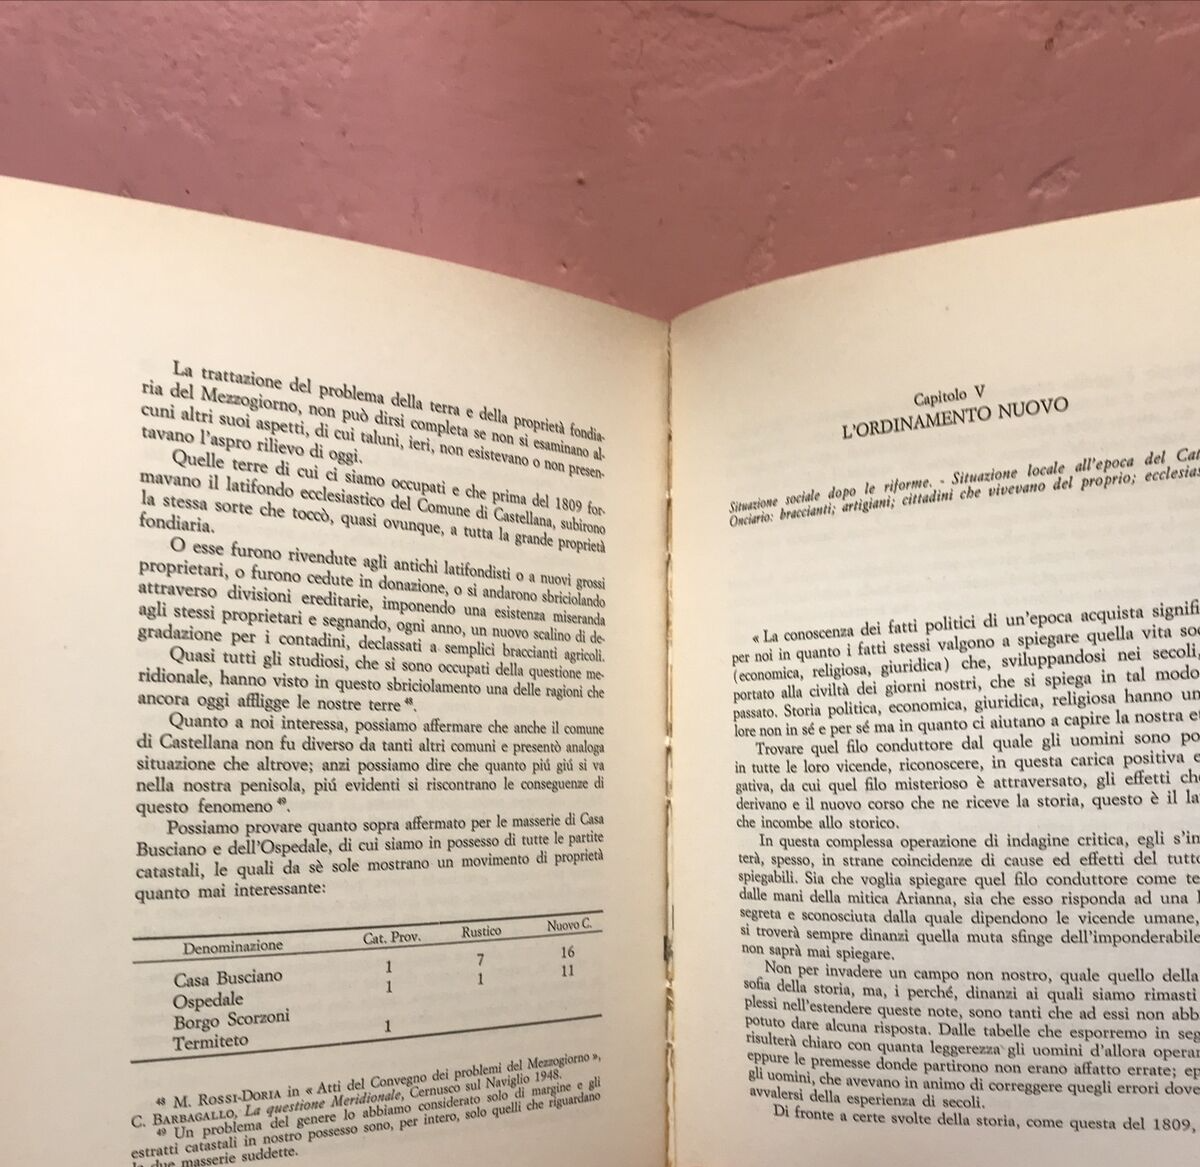 La trattazione del problema della terra e della proprietà fondia-
ria del Mezzogiorno, non può dirsi completa se non si esaminano al-
cuni altri suoi aspetti, di cui taluni, ieri, non esistevano o non presen-
tavano l'aspro rilievo di oggi.
Quelle terre di cui ci siamo occupati e che prima del 1809 for-
mavano il latifondo ecclesiastico del Comune di Castellana, subirono
la stessa sorte che toccò, quasi ovunque, a tutta la grande proprietà
fondiaria.
O esse furono rivendute agli antichi latifondisti o a nuovi grossi
proprietari, o furono cedute in donazione, o si andarono sbriciolando
attraverso divisioni ereditarie, imponendo una esistenza miseranda
agli stessi proprietari e segnando, ogni anno, un nuovo scalino di de-
gradazione per i contadini, declassati a semplici braccianti agricoli.
Quasi tutti gli studiosi, che si sono occupati della questione me-
ridionale, hanno visto in questo sbriciolamento una delle ragioni che
ancora oggi affligge le nostre terre 48.
Quanto a noi interessa, possiamo affermare che anche il comune
di Castellana non fu diverso da tanti altri comuni e presentò analoga
situazione che altrove; anzi possiamo dire che quanto piú giú si va
nella nostra penisola, piú evidenti si riscontrano le conseguenze di
questo fenomeno 49.
Possiamo provare quanto sopra affermato per le masserie di Casa
Busciano e dell'Ospedale, di cui siamo in possesso di tutte le partite
catastali, le quali da sè sole mostrano un movimento di proprietà
quanto mai interessante:
Denominazione Cat. Prov. Rustico Nuovo C.
Casa Busciano 1 7 16
Ospedale 1 1 11
Borgo Scorzoni
Termiteto 1
48 M. ROSSI-DORIA in « Atti del Convegno dei problemi del Mezzogiorno »,
C. BARBAGALLO, La questione Meridionale, Cernusco sul Naviglio 1948.
49 Un problema del genere lo abbiamo considerato solo di margine e gli
estratti catastali in nostro possesso sono, per intero, solo quelli che riguardano
le due masserie suddette.
Capitolo V
L'ORDINAMENTO NUOVO
Situazione sociale dopo le riforme. - Situazione locale all'epoca del Cat
Onciario: braccianti; artigiani; cittadini che vivevano del proprio; ecclesias
« La conoscenza dei fatti politici di un'epoca acquista signifi
per noi in quanto i fatti stessi valgono a spiegare quella vita soc
(economica, religiosa, giuridica) che, sviluppandosi nei secoli,
portato alla civiltà dei giorni nostri, che si spiega in tal modo
passato. Storia politica, economica, giuridica, religiosa hanno un
lore non in sé e per sé ma in quanto ci aiutano a capire la nostra et
Trovare quel filo conduttore dal quale gli uomini sono po
in tutte le loro vicende, riconoscere, in questa carica positiva e
gativa, da cui quel filo misterioso è attraversato, gli effetti che
derivano e il nuovo corso che ne riceve la storia, questo è il la
che incombe allo storico.
In questa complessa operazione di indagine critica, egli s'in
terà, spesso, in strane coincidenze di cause ed effetti del tutto
spiegabili. Sia che voglia spiegare quel filo conduttore come te
dalle mani della mitica Arianna, sia che esso risponda ad una l
segreta e sconosciuta dalla quale dipendono le vicende umane,
si troverà sempre dinanzi quella muta sfinge dell'imponderabile
non saprà mai spiegare.
Non per invadere un campo non nostro, quale quello della
sofia della storia, ma, i perché, dinanzi ai quali siamo rimasti
plessi nell'estendere queste note, sono tanti che ad essi non abb
potuto dare alcuna risposta. Dalle tabelle che esporremo in seg
risulterà chiaro con quanta leggerezza gli uomini d'allora operar
eppure le premesse donde partirono non erano affatto errate; ep
gli uomini, che avevano in animo di correggere quegli errori dove
avvalersi della esperienza di secoli.
Di fronte a certe svolte della storia, come questa del 1809,